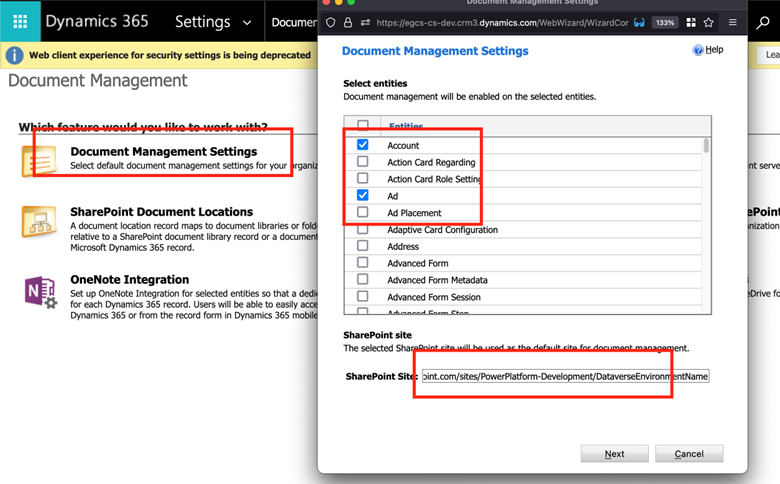 Dynamics 365
Settings
Documen
Web client experience for security settings is being deprecated
Lea
Document Management
Which feature would you like to work with?
Document Management Settings
Select default document management settings for your organiza
SharePoint Document Locations
A document location record maps to document libraries or fold
relative to a SharePoint document library record or a document
Microsoft Dynamics 365 record.
OneNote Integration
Set up OneNote Integration for selected entities so that a dedic
for each Dynamics 365 record. Users will be able to easily acce
Dynamics 365 or from the record form in Dynamics 365 mobile
nt serve
ganization
eDrive fo
Document Management Settings
https://egcs-cs-dev.crm3.dynamics.com/WebWizard/WizardCor
133%
Document Management Settings
Help
Select entities
Document management will be enabled on the selected entities.
Entities
Account
Action Card Regarding
Action Card Role Setting
Ad
Ad Placement
Adaptive Card Configuration
Address
Advanced Form
Advanced Form Metadata
Advanced Form Session
Advanced Form Step
SharePoint site
The selected SharePoint site will be used as the default site for document management.
SharePoint Site: oint.com/sites/PowerPlatform-Development/DataverseEnvironmentName
Next
Cancel